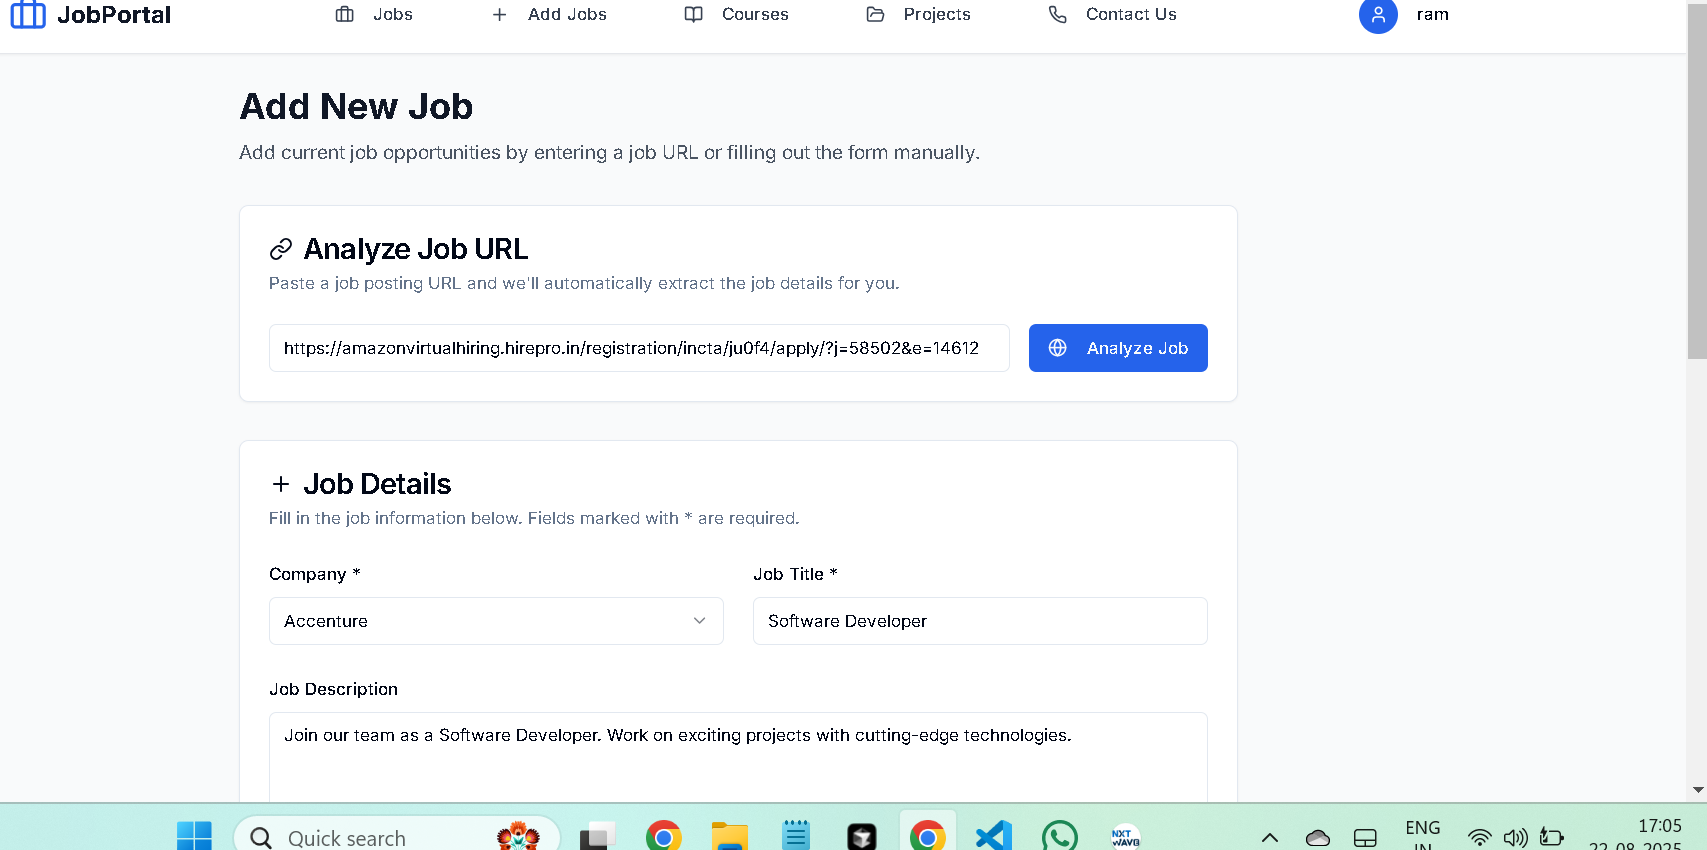 JobPortal Jobs Add Jobs Courses Projects Contact Us ram
Add New Job
Add current job opportunities by entering a job URL or filling out the form manually.
Analyze Job URL
Paste a job posting URL and we'll automatically extract the job details for you.
https://amazonvirtualhiring.hirepro.in/registration/incta/ju0f4/apply/?j=58502&e=14612 Analyze Job
Job Details
Fill in the job information below. Fields marked with * are required.
Company * Job Title *
Accenture Software Developer
Job Description
Join our team as a Software Developer. Work on exciting projects with cutting-edge technologies.
Quick search NXT WAVE ENG 17:05
IN 22-08-2025